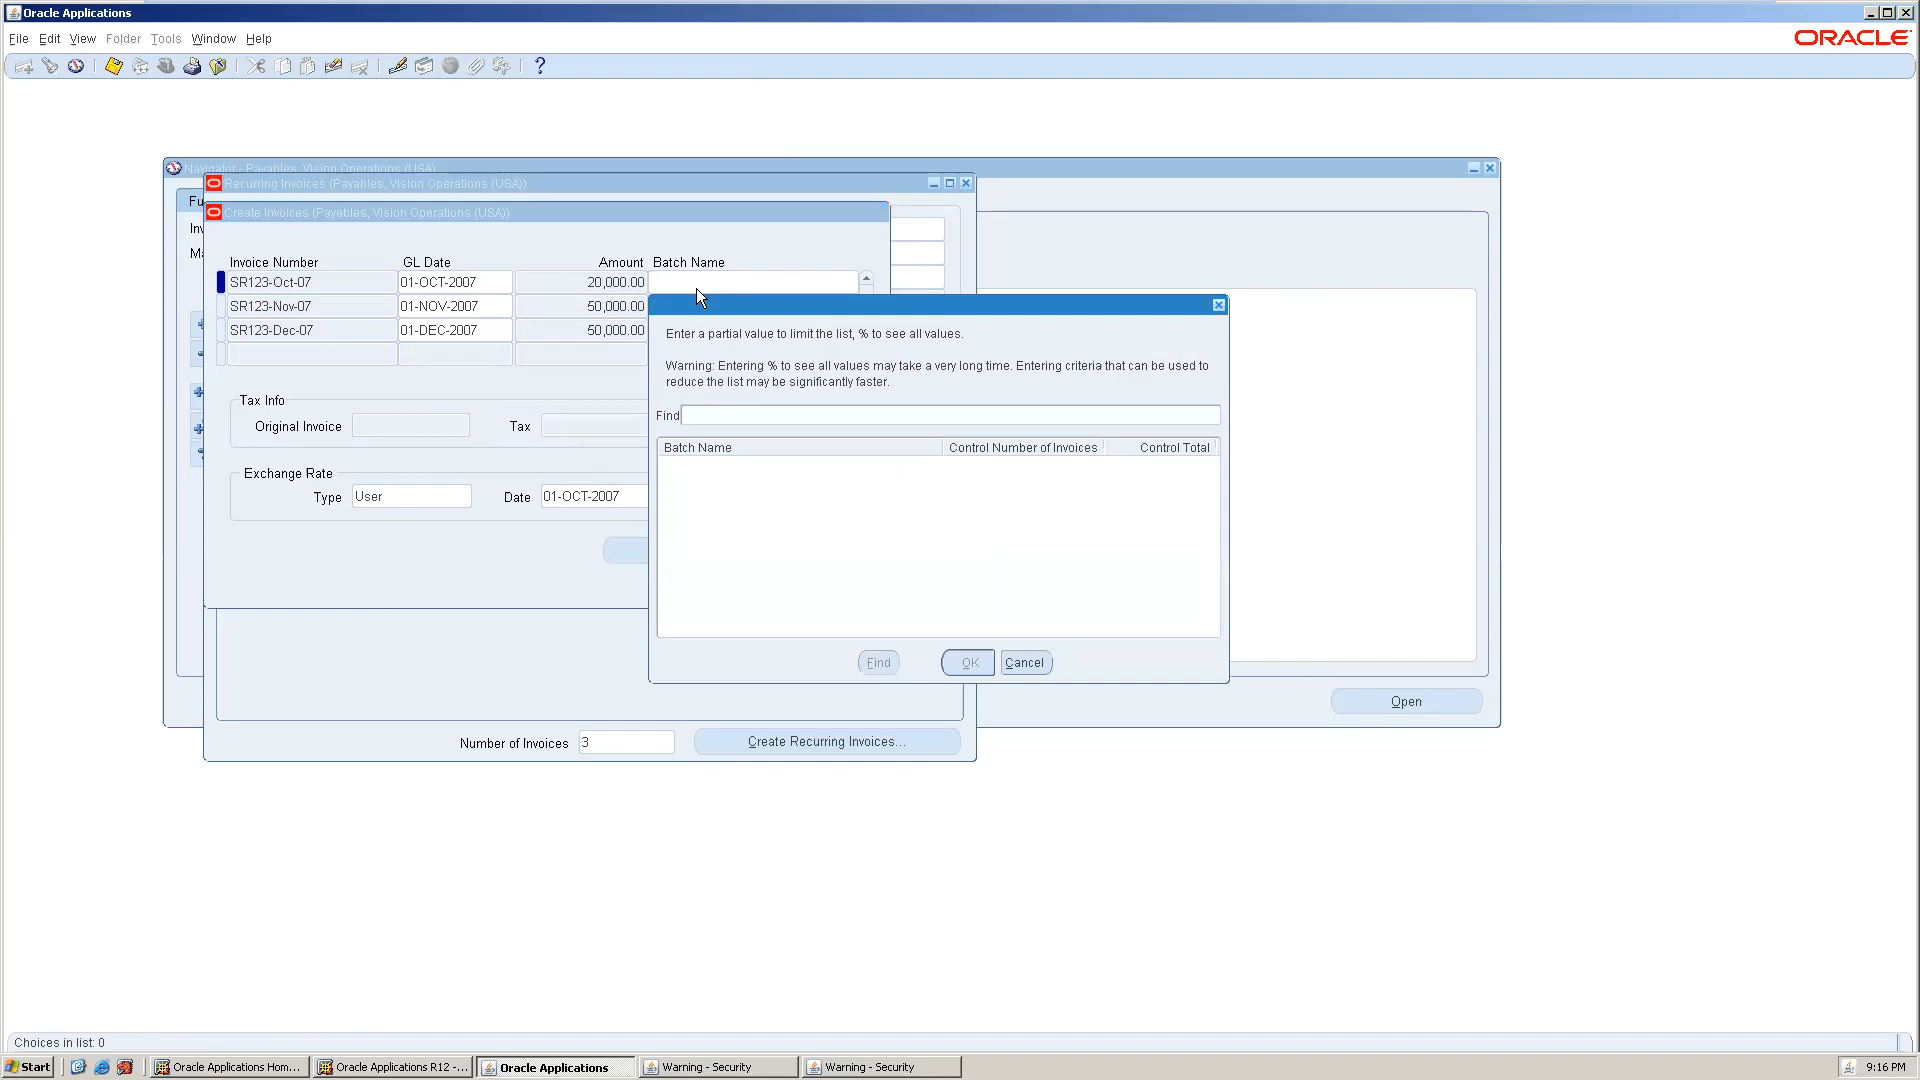 Oracle Applications
File Edit View Folder Tools Window Help
ORACLE
Navigator - Payables, Vision Operations (USA)
Recurring Invoices (Payables, Vision Operations (USA))
Fu
Create Invoices (Payables, Vision Operations (USA))
Inv
Ma
Invoice Number GL Date Amount Batch Name
SR123-Oct-07 01-OCT-2007 20,000.00
SR123-Nov-07 01-NOV-2007 50,000.00
SR123-Dec-07 01-DEC-2007 50,000.00
Enter a partial value to limit the list, % to see all values.
Warning: Entering % to see all values may take a very long time. Entering criteria that can be used to
reduce the list may be significantly faster.
Tax Info
Original Invoice Tax
Find
Batch Name Control Number of Invoices Control Total
Exchange Rate
Type User Date 01-OCT-2007
Find OK Cancel
Open
Number of Invoices 3 Create Recurring Invoices...
Choices in list: 0
Start Oracle Applications Hom... Oracle Applications R12 -... Oracle Applications Warning - Security Warning - Security 9:16 PM